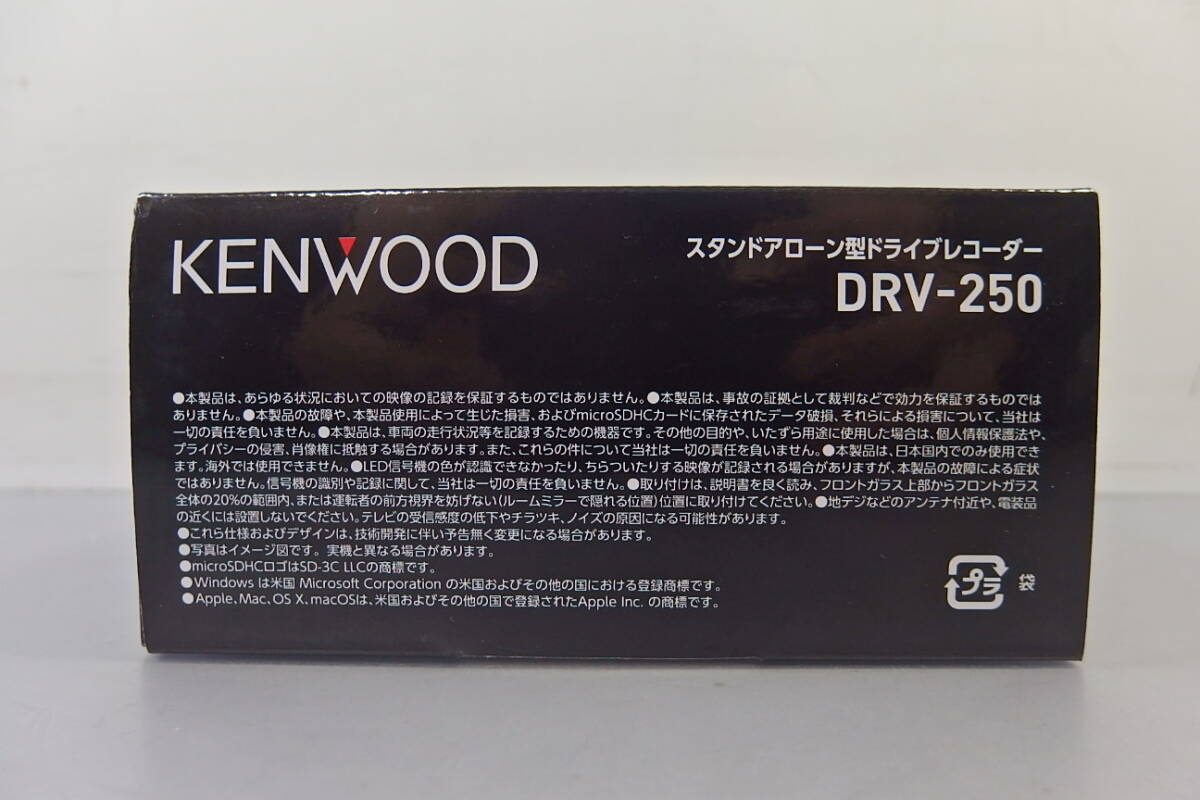 KENWOOD
スタンドアローン型ドライブレコーダー
DRV-250
●本製品は、あらゆる状況においての映像の記録を保証するものではありません。●本製品は、事故の証拠として裁判などで効力を保証するものでは
ありません。●本製品の故障や、本製品使用によって生じた損害、およびmicroSDHCカードに保存されたデータ破損、それらによる損害について、当社は
一切の責任を負いません。●本製品は、車両の走行状況等を記録するための機器です。その他の目的や、いたずら用途に使用した場合は、個人情報保護法や、
プライバシーの侵害、肖像権に抵触する場合があります。また、これらの件について当社は一切の責任を負いません。●本製品は、日本国内でのみ使用できま
す。海外では使用できません。●LED信号機の色が認識できなかったり、ちらついたりする映像が記録される場合がありますが、本製品の故障による症状
ではありません。信号機の識別や記録に関して、当社は一切の責任を負いません。●取り付けは、説明書を良く読み、フロントガラス上部からフロントガラス
全体の20%の範囲内、または運転者の前方視界を妨げない(ルームミラーで隠れる位置)位置に取り付けてください。●地デジなどのアンテナ付近や、電装品
の近くには設置しないでください。テレビの受信感度の低下やチラツキ、ノイズの原因になる可能性があります。
●これら仕様およびデザインは、技術開発に伴い予告無く変更になる場合があります。
●写真はイメージ図です。実機と異なる場合があります。
●microSDHCロゴはSD-3C LLCの商標です。
●Windows は米国 Microsoft Corporation の米国およびその他の国における登録商標です。
●Apple、Mac、OS X、macOSは、米国およびその他の国で登録されたApple Inc. の商標です。
プラ
袋